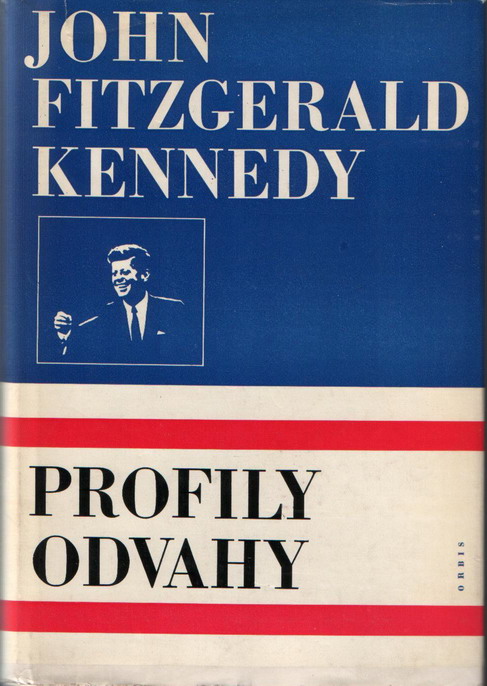 JOHN
FITZGERALD
KENNEDY
PROFILY
ODVAHY
ORBIS